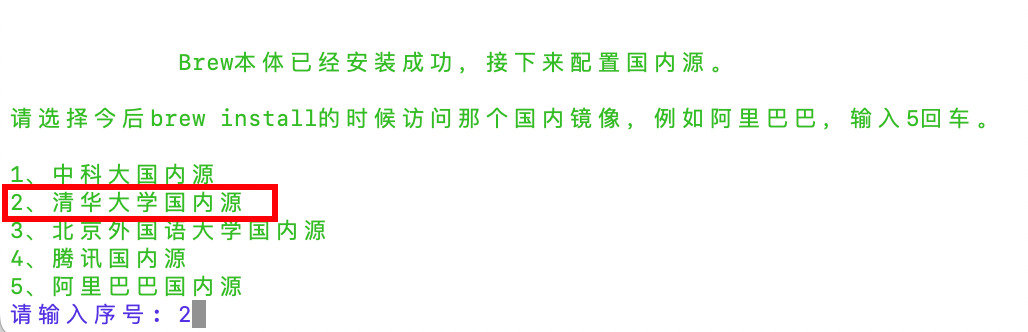 Brew本体已经安装成功，接下来配置国内源。
请选择今后brew install的时候访问那个国内镜像，例如阿里巴巴，输入5回车。
1、中科大国内源
2、清华大学国内源
3、北京外国语大学国内源
4、腾讯国内源
5、阿里巴巴国内源
请输入序号：2